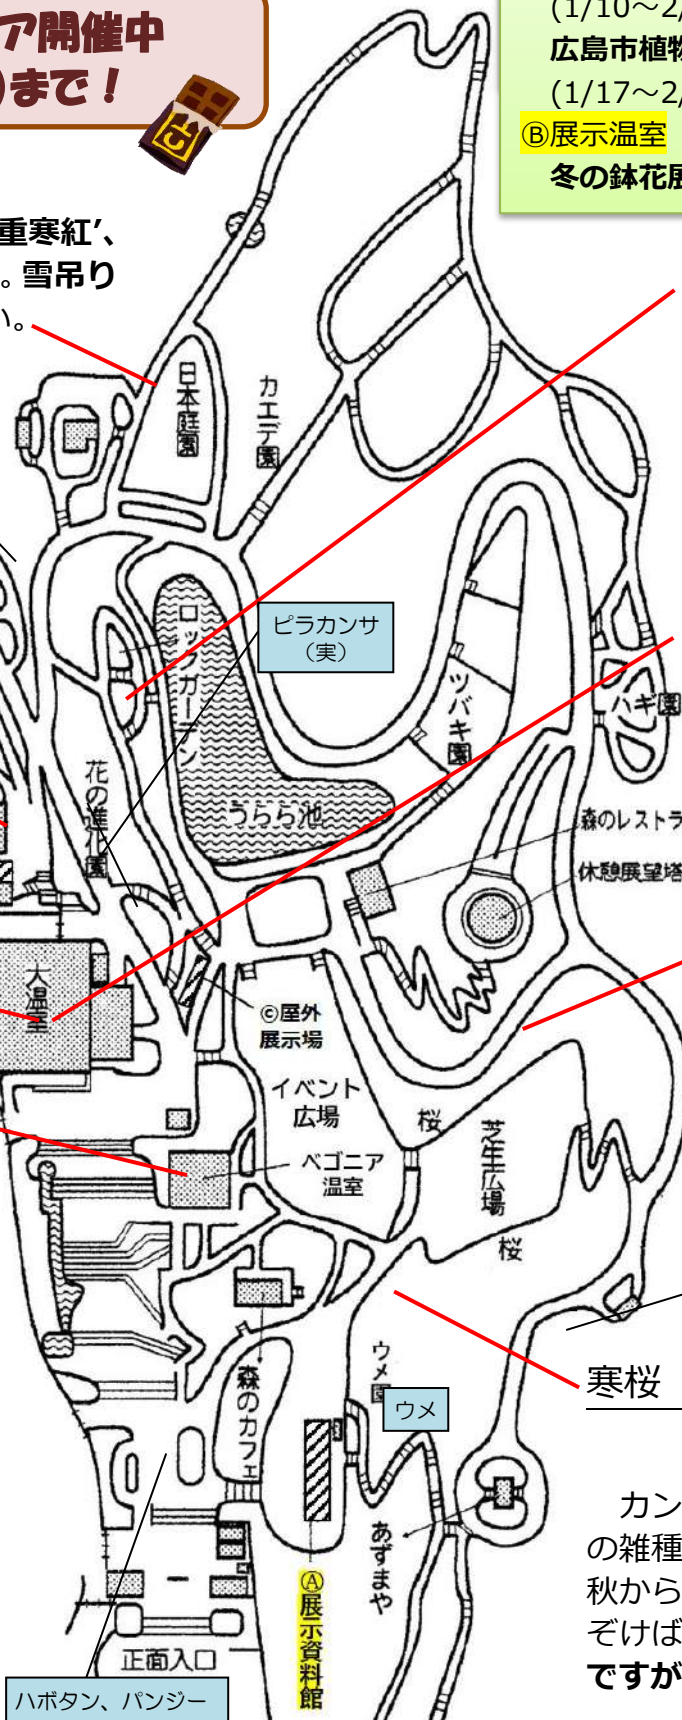 ア開催中
)まで！
(1/10～2/
広島市植物
(1/17～2/
Ⓑ展示温室
冬の鉢花展
重寒紅’、
。雪吊り
い。
日本庭園
カエデ園
ロックガーデン
ピラカンサ
（実）
ツバキ園
ハギ園
花の進化園
うらら池
森のレストラ
休憩展望塔
大温室
Ⓒ屋外
展示場
イベント
広場
桜
芝生広場
ベゴニア
温室
桜
ウメ園
ウメ
寒桜
森のカフェ
あずまや
カン
の雑種
秋から
ぞけば
ですが
Ⓐ展示資料館
正面入口
ハボタン、パンジー